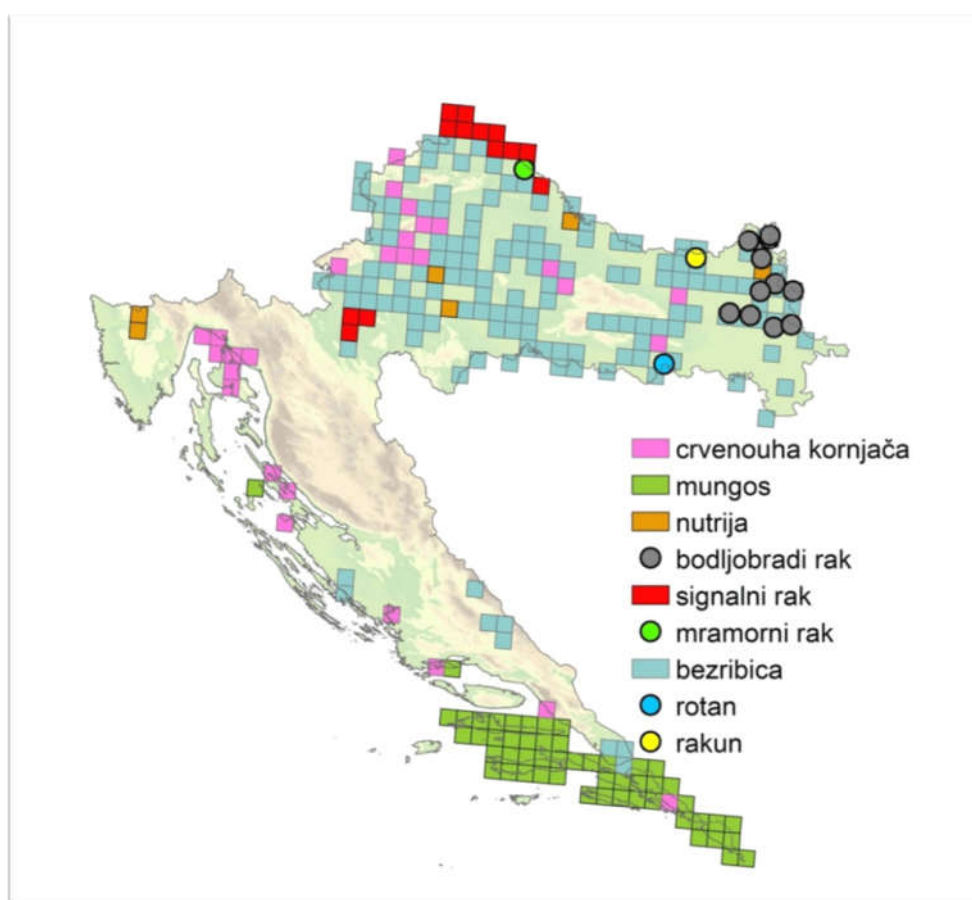 crvenouha kornjača
mungos
nutrija
bodljobradi rak
signalni rak
mramorni rak
bezribica
rotan
rakun